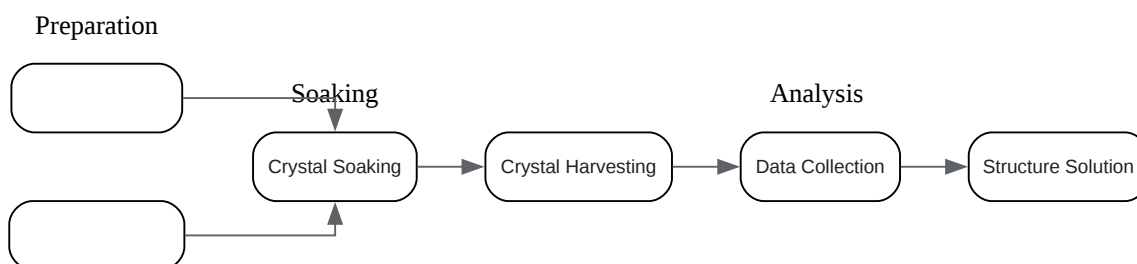 Preparation
Soaking
Analysis
Crystal Soaking
Crystal Harvesting
Data Collection
Structure Solution